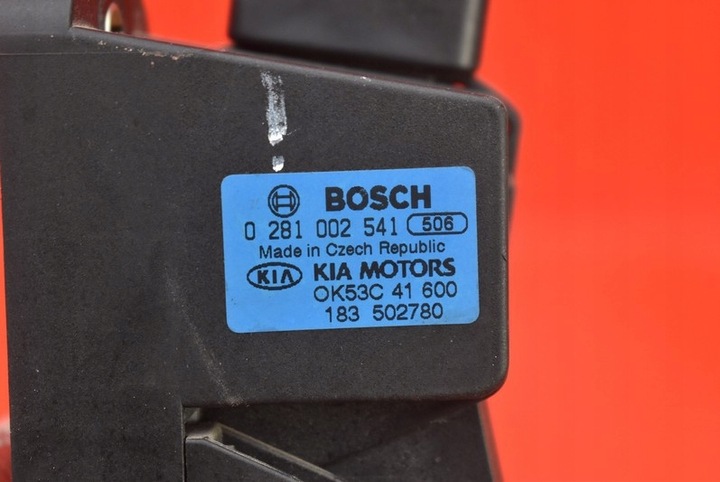 BOSCH
0 281 002 541 506
Made in Czech Republic
KIA KIA MOTORS
OK53C 41 600
183 502780